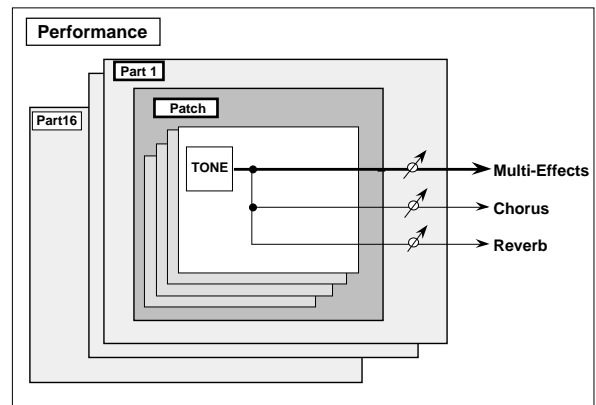 Performance
Part 1
Patch
Part16
TONE
Multi-Effects
Chorus
Reverb